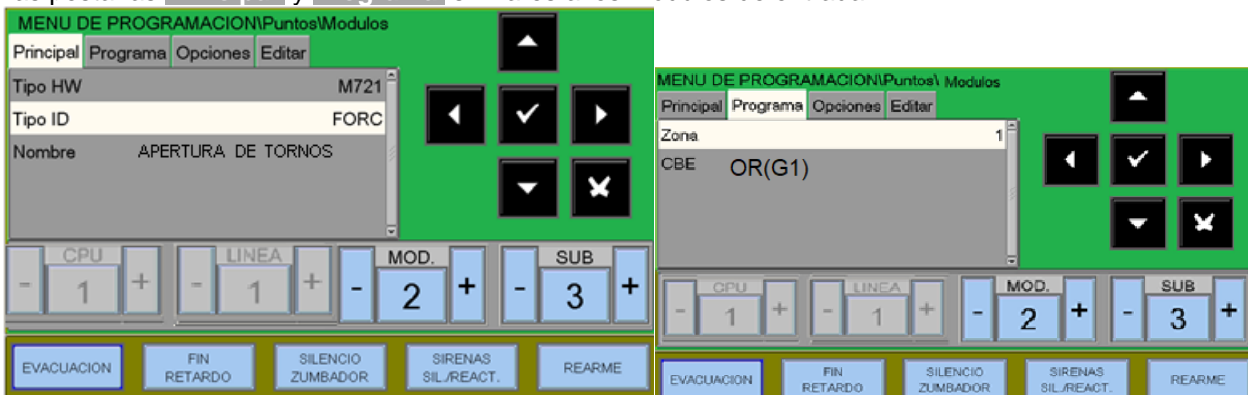 MENU DE PROGRAMACION\Puntos\Modulos
Principal Programa Opciones Editar
Tipo HW M721
Tipo ID FORC
Nombre APERTURA DE TORNOS
CPU LINEA MOD. SUB
- 1 + - 1 + - 2 + - 3 +
EVACUACION FIN RETARDO SILENCIO ZUMBADOR SIRENAS SIL./REACT. REARME
MENU DE PROGRAMACION\Puntos\ Modulos
Principal Programa Opciones Editar
Zona 1
CBE OR(G1)
CPU LINEA MOD. SUB
- 1 + - 1 + - 2 + - 3 +
EVACUACION FIN RETARDO SILENCIO ZUMBADOR SIRENAS SIL./REACT. REARME